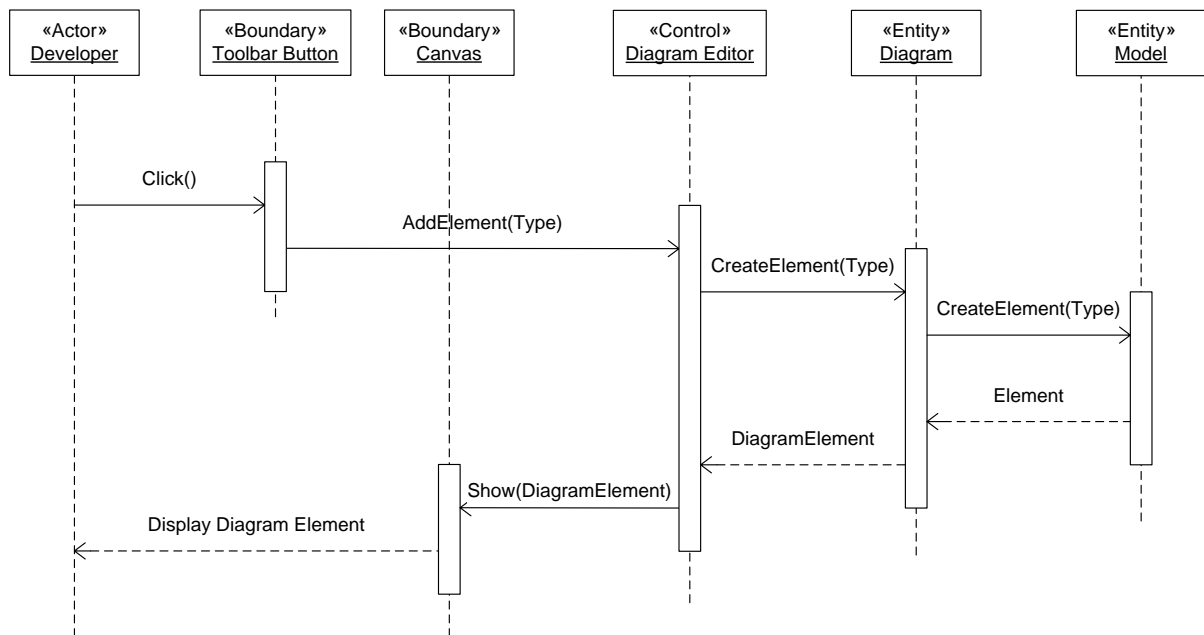 «Actor»
Developer
«Boundary»
Toolbar Button
«Boundary»
Canvas
«Control»
Diagram Editor
«Entity»
Diagram
«Entity»
Model
Click()
AddElement(Type)
CreateElement(Type)
CreateElement(Type)
Element
DiagramElement
Show(DiagramElement)
Display Diagram Element